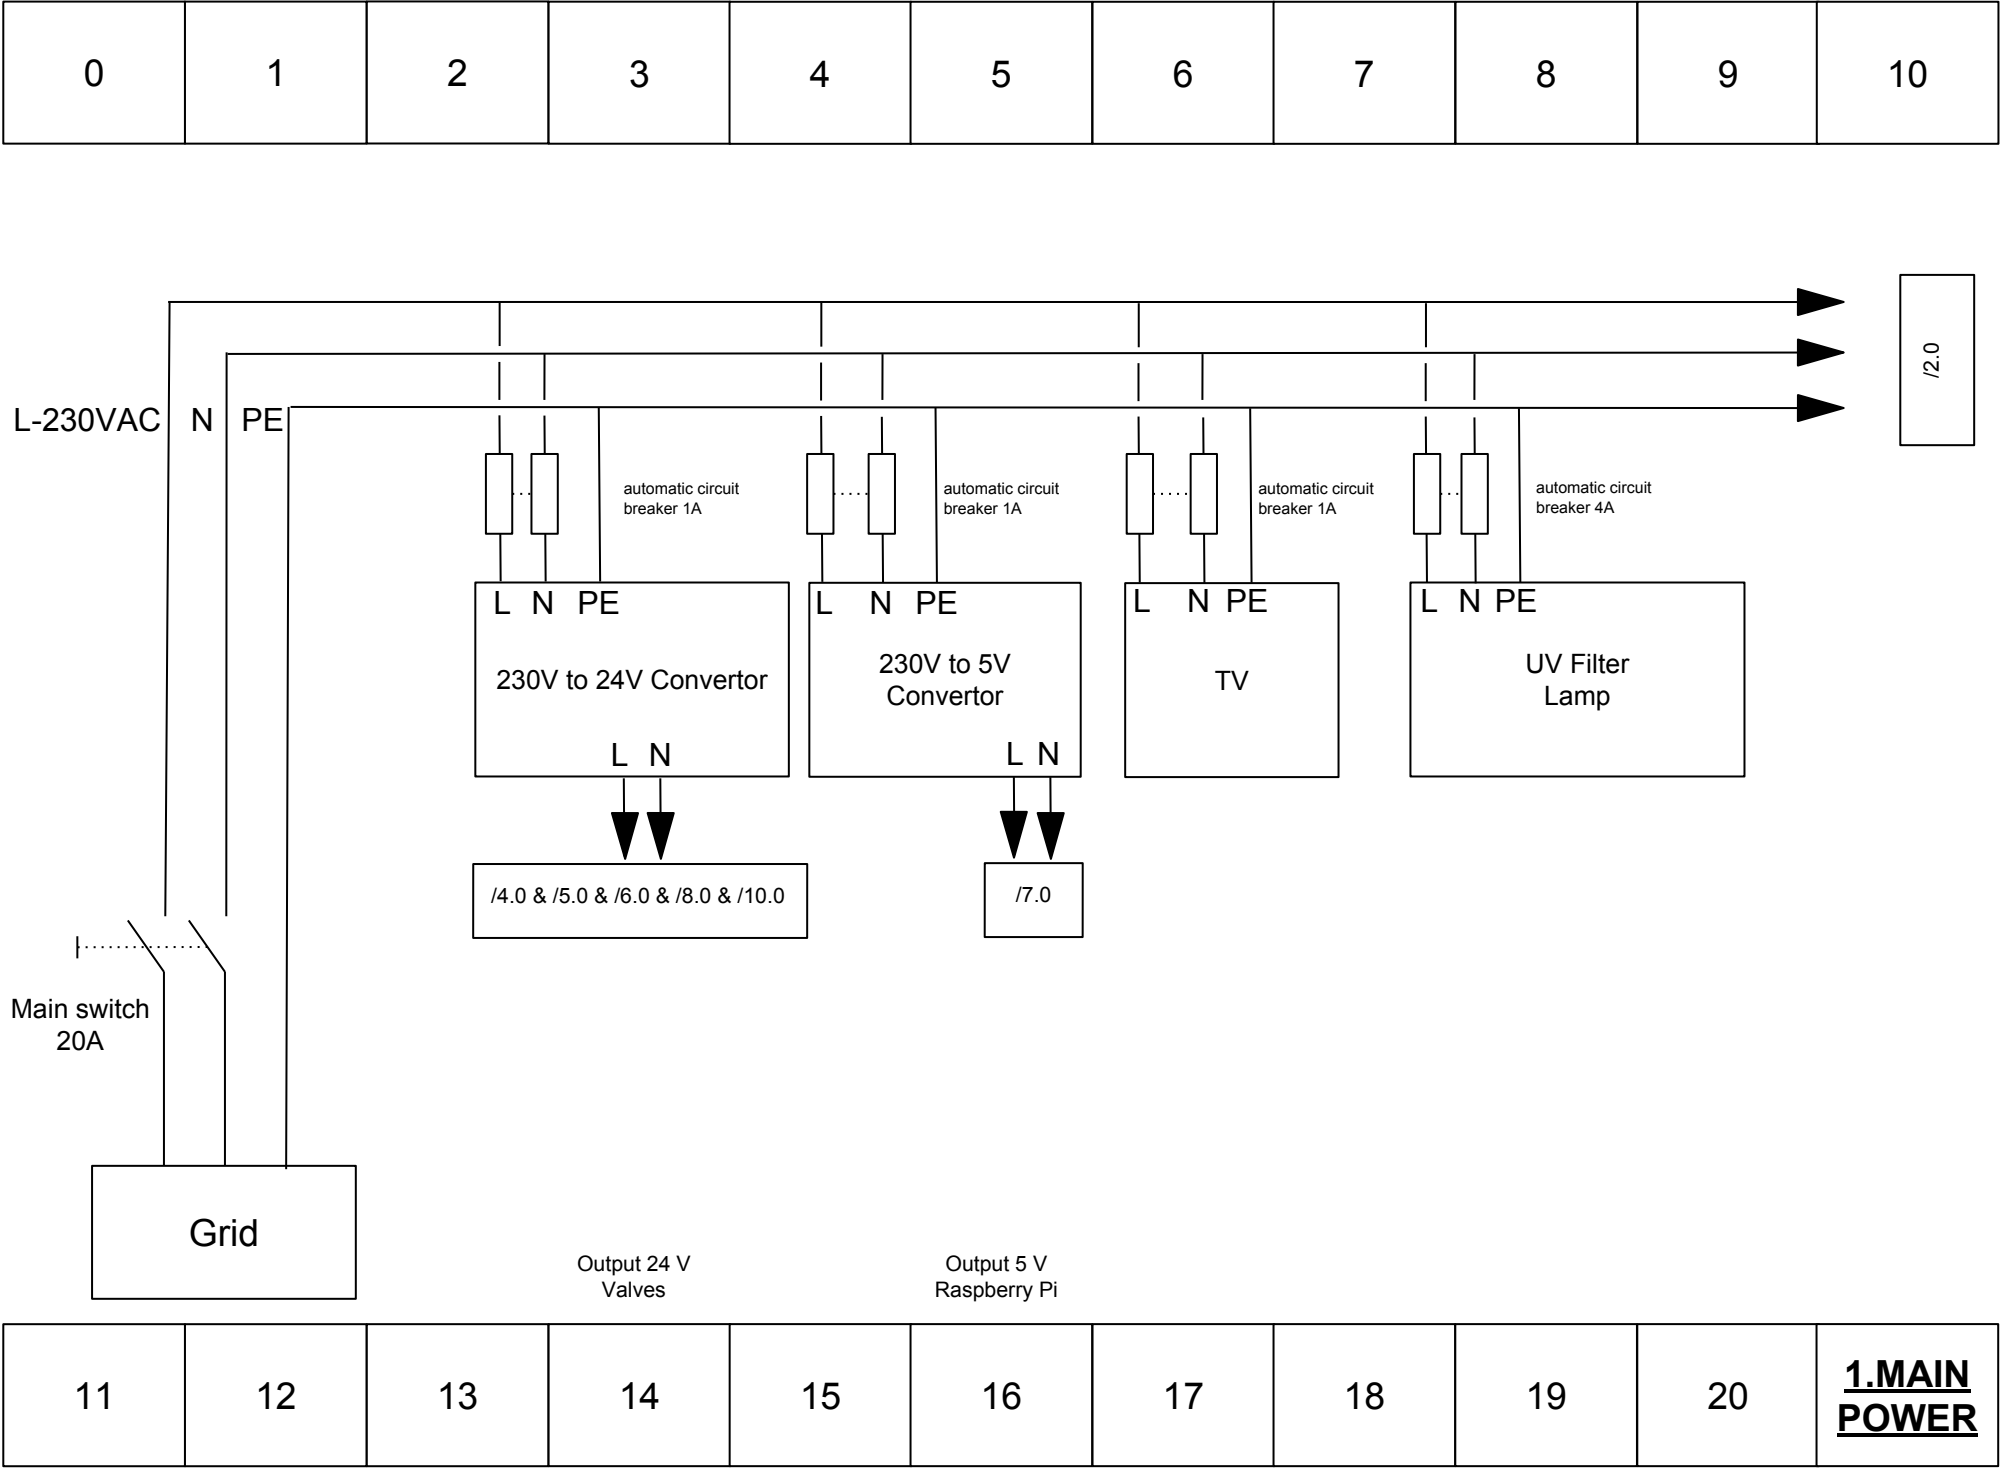 0 1 2 3 4 5 6 7 8 9 10
/2.0
L-230VAC N PE
automatic circuit
breaker 1A
automatic circuit
breaker 1A
automatic circuit
breaker 1A
automatic circuit
breaker 4A
L N PE
230V to 24V Convertor
L N
L N PE
230V to 5V
Convertor
L N
L N PE
TV
L N PE
UV Filter
Lamp
/4.0 & /5.0 & /6.0 & /8.0 & /10.0
/7.0
Main switch
20A
Grid
Output 24 V
Valves
Output 5 V
Raspberry Pi
11 12 13 14 15 16 17 18 19 20
1.MAIN
POWER